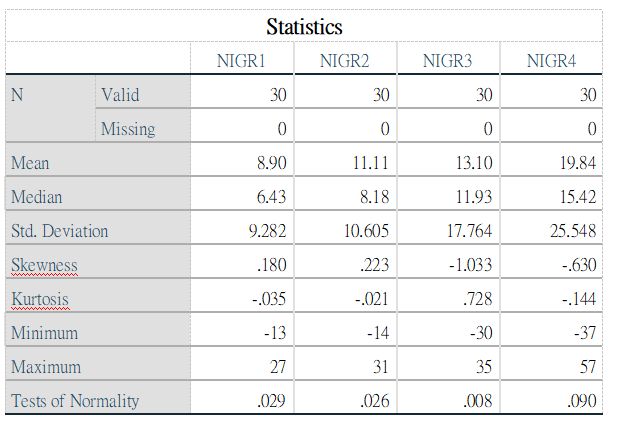 Statistics
NIGR1 NIGR2 NIGR3 NIGR4
N Valid 30 30 30 30
Missing 0 0 0 0
Mean 8.90 11.11 13.10 19.84
Median 6.43 8.18 11.93 15.42
Std. Deviation 9.282 10.605 17.764 25.548
Skewness .180 .223 -1.033 -.630
Kurtosis -.035 -.021 .728 -.144
Minimum -13 -14 -30 -37
Maximum 27 31 35 57
Tests of Normality .029 .026 .008 .090